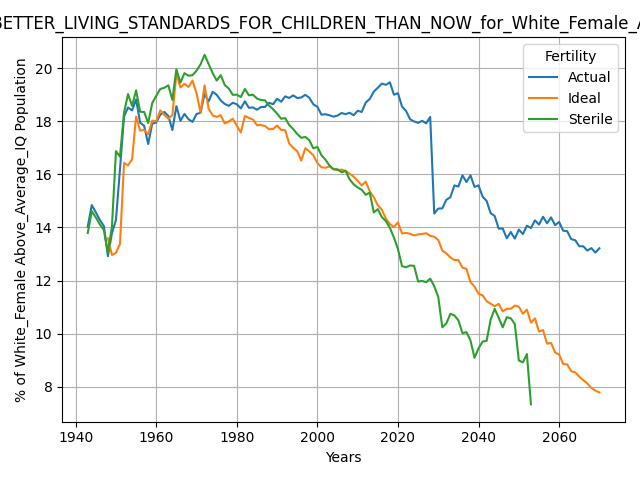 BETTER_LIVING_STANDARDS_FOR_CHILDREN_THAN_NOW_for_White_Female_A
Fertility
Actual
Ideal
Sterile
% of White_Female Above_Average_IQ Population
20
18
16
14
12
10
8
1940
1960
1980
2000
2020
2040
2060
Years